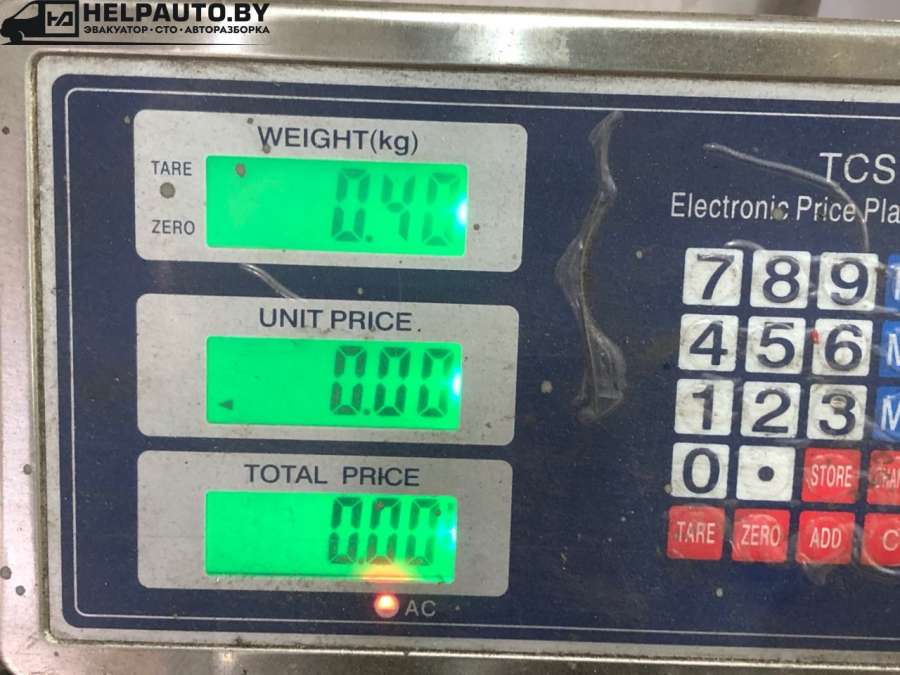 HELPAUTO.BY
ЭВАКУАТОР · СТО · АВТОРАЗБОРКА
WEIGHT(kg)
TARE
0.40
ZERO
UNIT PRICE
0.00
TOTAL PRICE
0.00
AC
TCS
Electronic Price Pla
7 8 9
4 5 6 M
1 2 3 M
0 . STORE
TARE ZERO ADD C